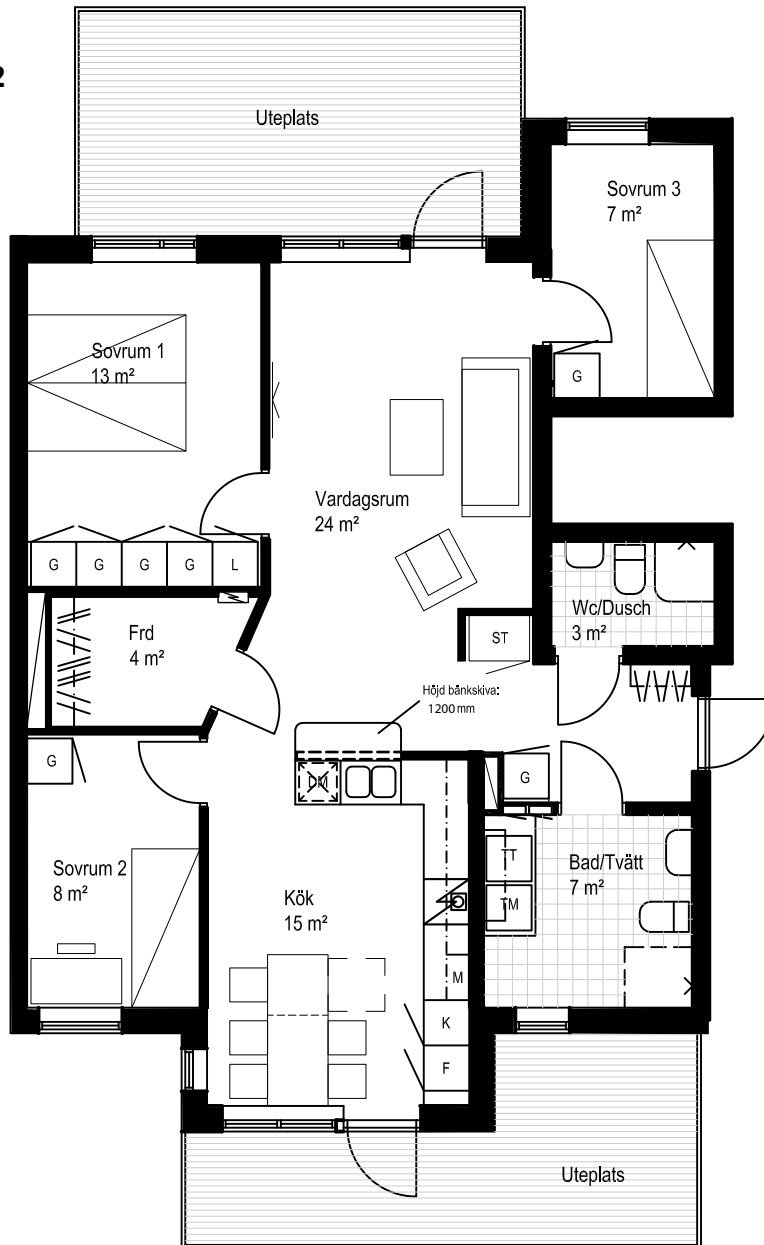 2
Uteplats
Sovrum 3
7 m²
G
Sovrum 1
13 m²
Vardagsrum
24 m²
G
G
G
G
L
Wc/Dusch
3 m²
Frd
4 m²
ST
Höjd bänkskiva:
1200 mm
G
G
DM
TT
Bad/Tvätt
7 m²
Sovrum 2
8 m²
Kök
15 m²
TM
M
K
F
Uteplats